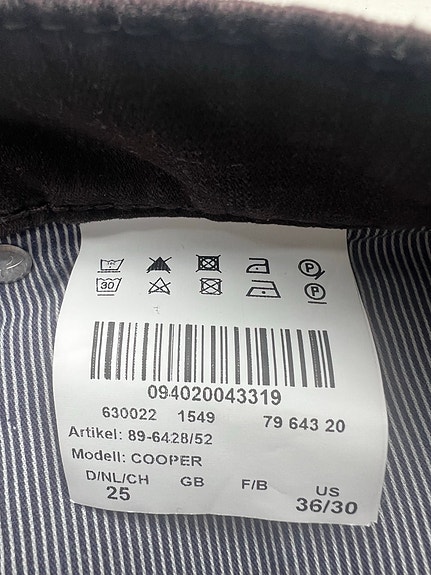 P
30 P
094020043319
630022 1549 79 643 20
Artikel: 89-6428/52
Modell: COOPER
D/NL/CH GB F/B US
25 36/30